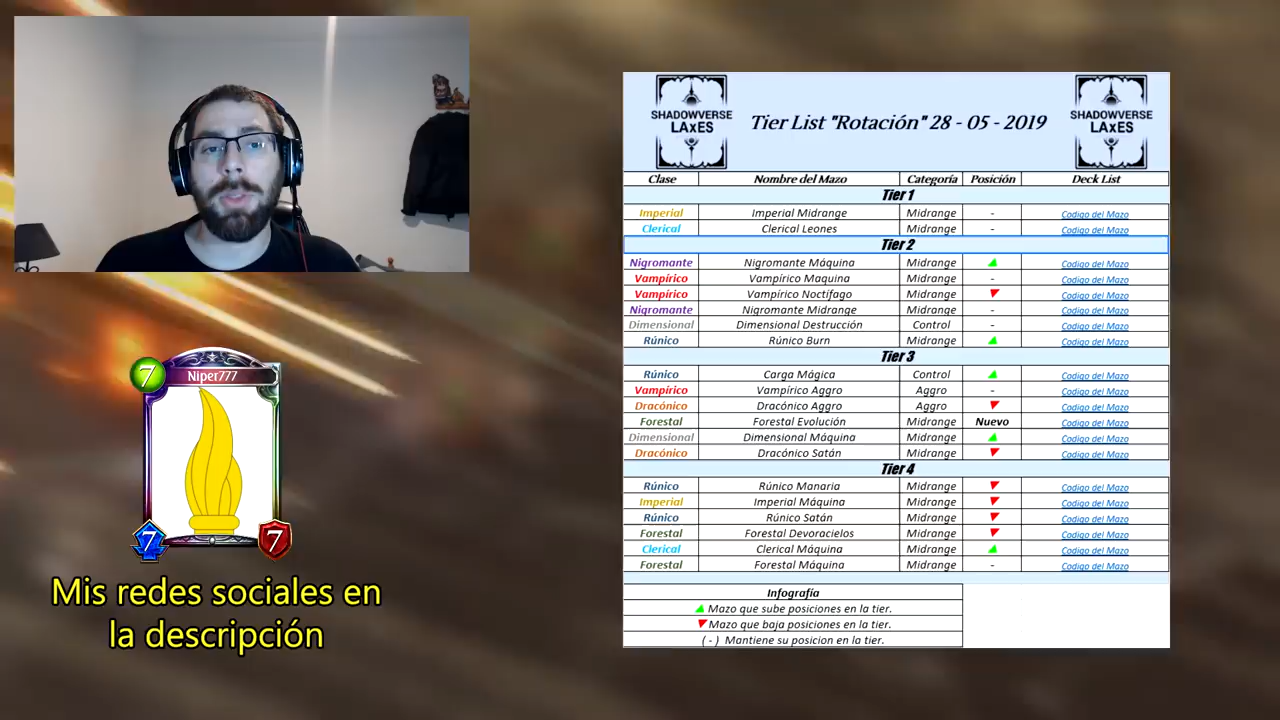 SHADOWVERSE
LAxES
Tier List "Rotación" 28 - 05 - 2019
SHADOWVERSE
LAxES
Clase Nombre del Mazo Categoría Posición Deck List
Tier 1
Imperial Imperial Midrange Midrange - Codigo del Mazo
Clerical Clerical Leones Midrange - Codigo del Mazo
Tier 2
Nigromante Nigromante Máquina Midrange Codigo del Mazo
Vampírico Vampírico Maquina Midrange - Codigo del Mazo
Vampírico Vampírico Noctífago Midrange Codigo del Mazo
Nigromante Nigromante Midrange Midrange - Codigo del Mazo
Dimensional Dimensional Destrucción Control - Codigo del Mazo
Rúnico Rúnico Burn Midrange Codigo del Mazo
Tier 3
Rúnico Carga Mágica Control Codigo del Mazo
Vampírico Vampírico Aggro Aggro - Codigo del Mazo
Dracónico Dracónico Aggro Aggro Codigo del Mazo
Forestal Forestal Evolución Midrange Nuevo Codigo del Mazo
Dimensional Dimensional Máquina Midrange Codigo del Mazo
Dracónico Dracónico Satán Midrange Codigo del Mazo
Tier 4
Rúnico Rúnico Manaria Midrange Codigo del Mazo
Imperial Imperial Máquina Midrange Codigo del Mazo
Rúnico Rúnico Satán Midrange Codigo del Mazo
Forestal Forestal Devoracielos Midrange Codigo del Mazo
Clerical Clerical Máquina Midrange Codigo del Mazo
Forestal Forestal Máquina Midrange - Codigo del Mazo
Infografía
Mazo que sube posiciones en la tier.
Mazo que baja posiciones en la tier.
( - ) Mantiene su posicion en la tier.
7
Niper777
7
7
Mis redes sociales en
la descripción